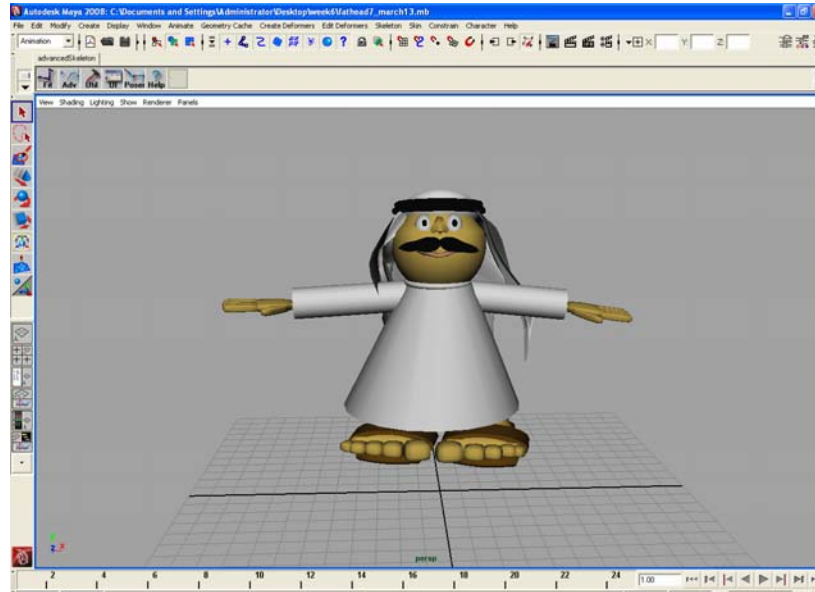 Autodesk Maya 2008: C:\Documents and Settings\Administrator\Desktop\week6\fathead7_march13.mb
File Edit Modify Create Display Window Animate Geometry Cache Create Deformers Edit Deformers Skeleton Skin Constrain Character Help
Animation X: Y: Z:
advancedSkeleton
Fit Adv Bld UI Poser Help
View Shading Lighting Show Renderer Panels
persp
2 4 6 8 10 12 14 16 18 20 22 24 1.00